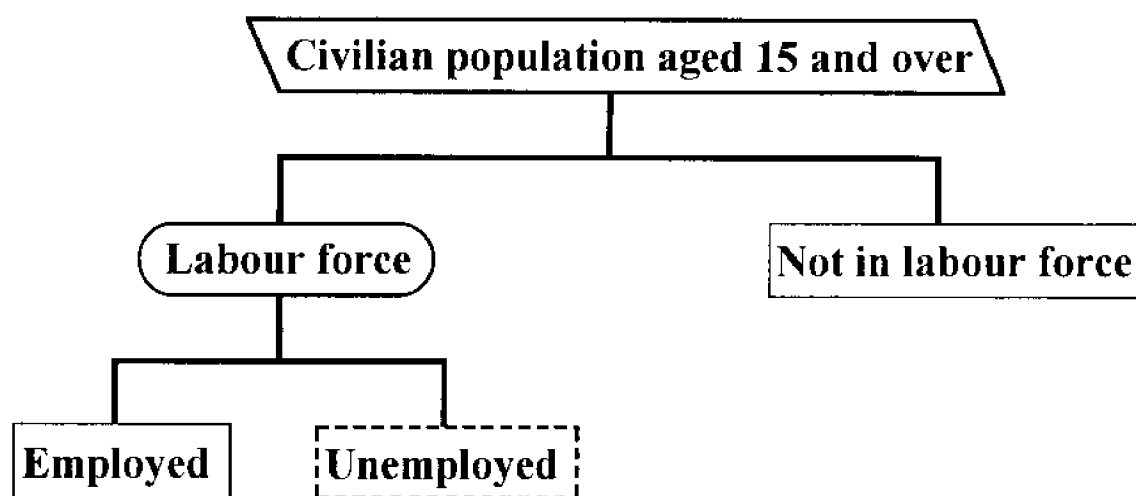 Civilian population aged 15 and over
Labour force
Not in labour force
Employed
Unemployed